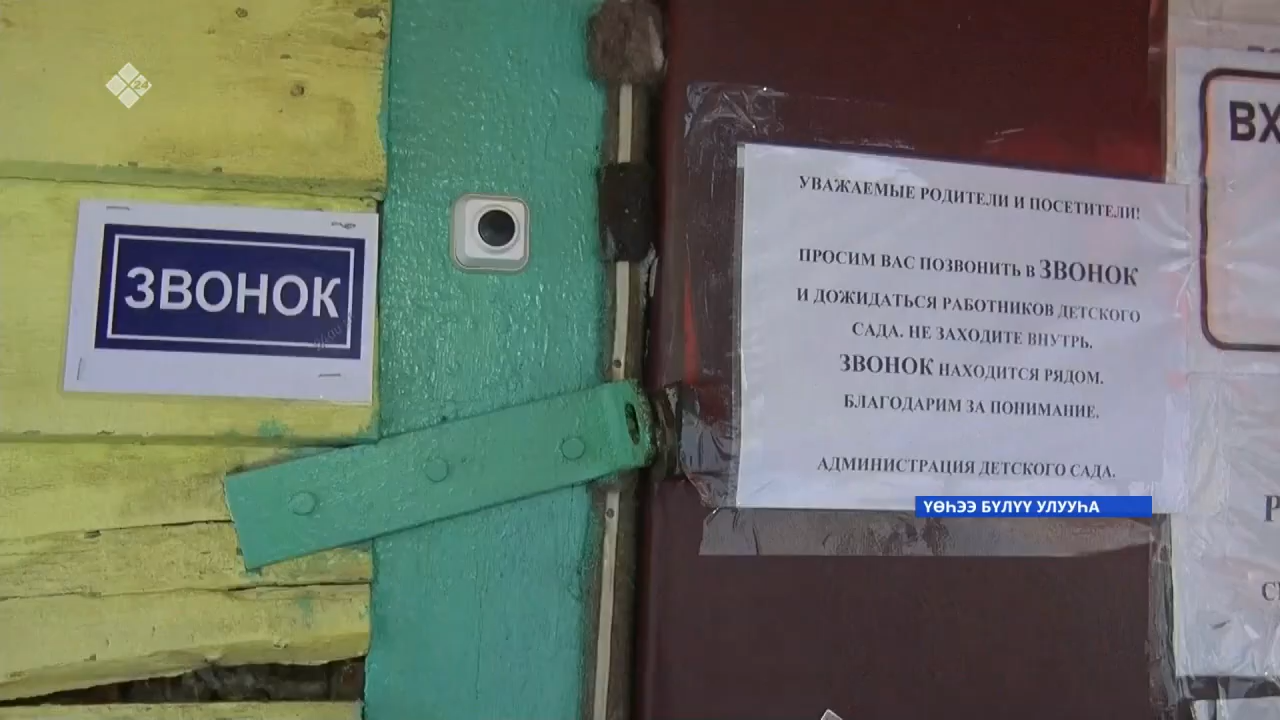 24
ЗВОНОК
УВАЖАЕМЫЕ РОДИТЕЛИ И ПОСЕТИТЕЛИ!
ПРОСИМ ВАС ПОЗВОНИТЬ В ЗВОНОК
И ДОЖИДАТЬСЯ РАБОТНИКОВ ДЕТСКОГО
САДА. НЕ ЗАХОДИТЕ ВНУТРЬ.
ЗВОНОК НАХОДИТСЯ РЯДОМ.
БЛАГОДАРИМ ЗА ПОНИМАНИЕ.
АДМИНИСТРАЦИЯ ДЕТСКОГО САДА.
ҮӨҺЭЭ БҮЛҮҮ УЛУУҺА